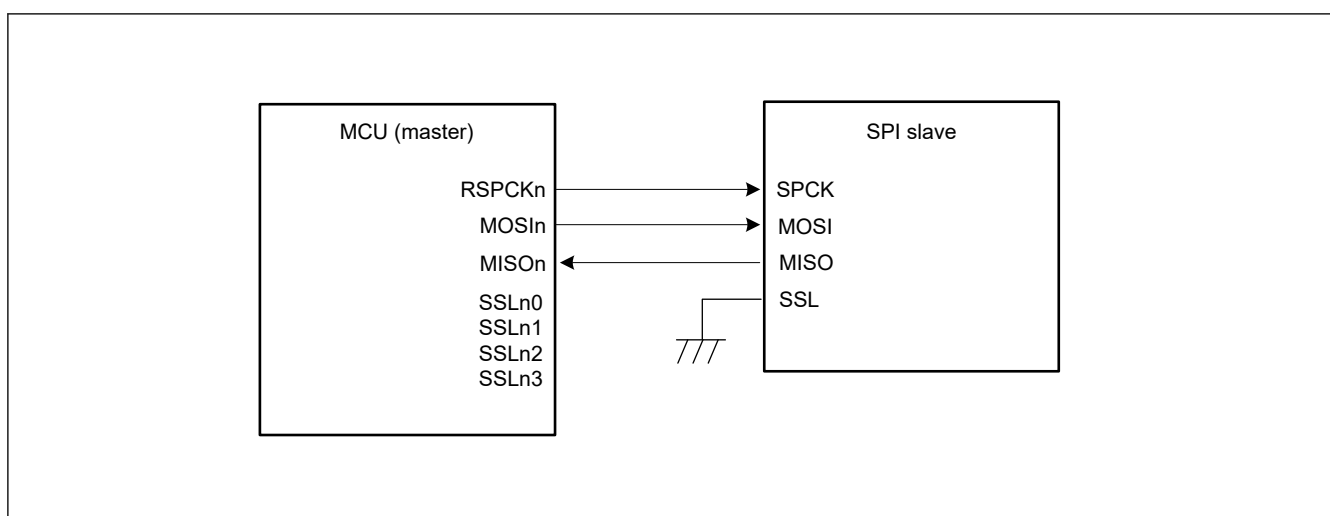 MCU (master)
RSPCKn
MOSIn
MISOn
SSLn0
SSLn1
SSLn2
SSLn3
SPI slave
SPCK
MOSI
MISO
SSL